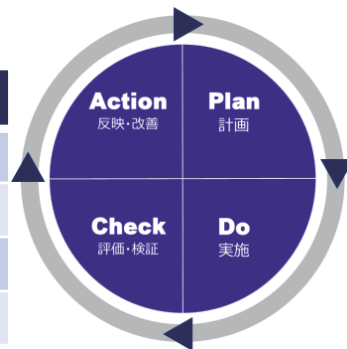 Action
反映・改善
Plan
計画
Check
評価・検証
Do
実施